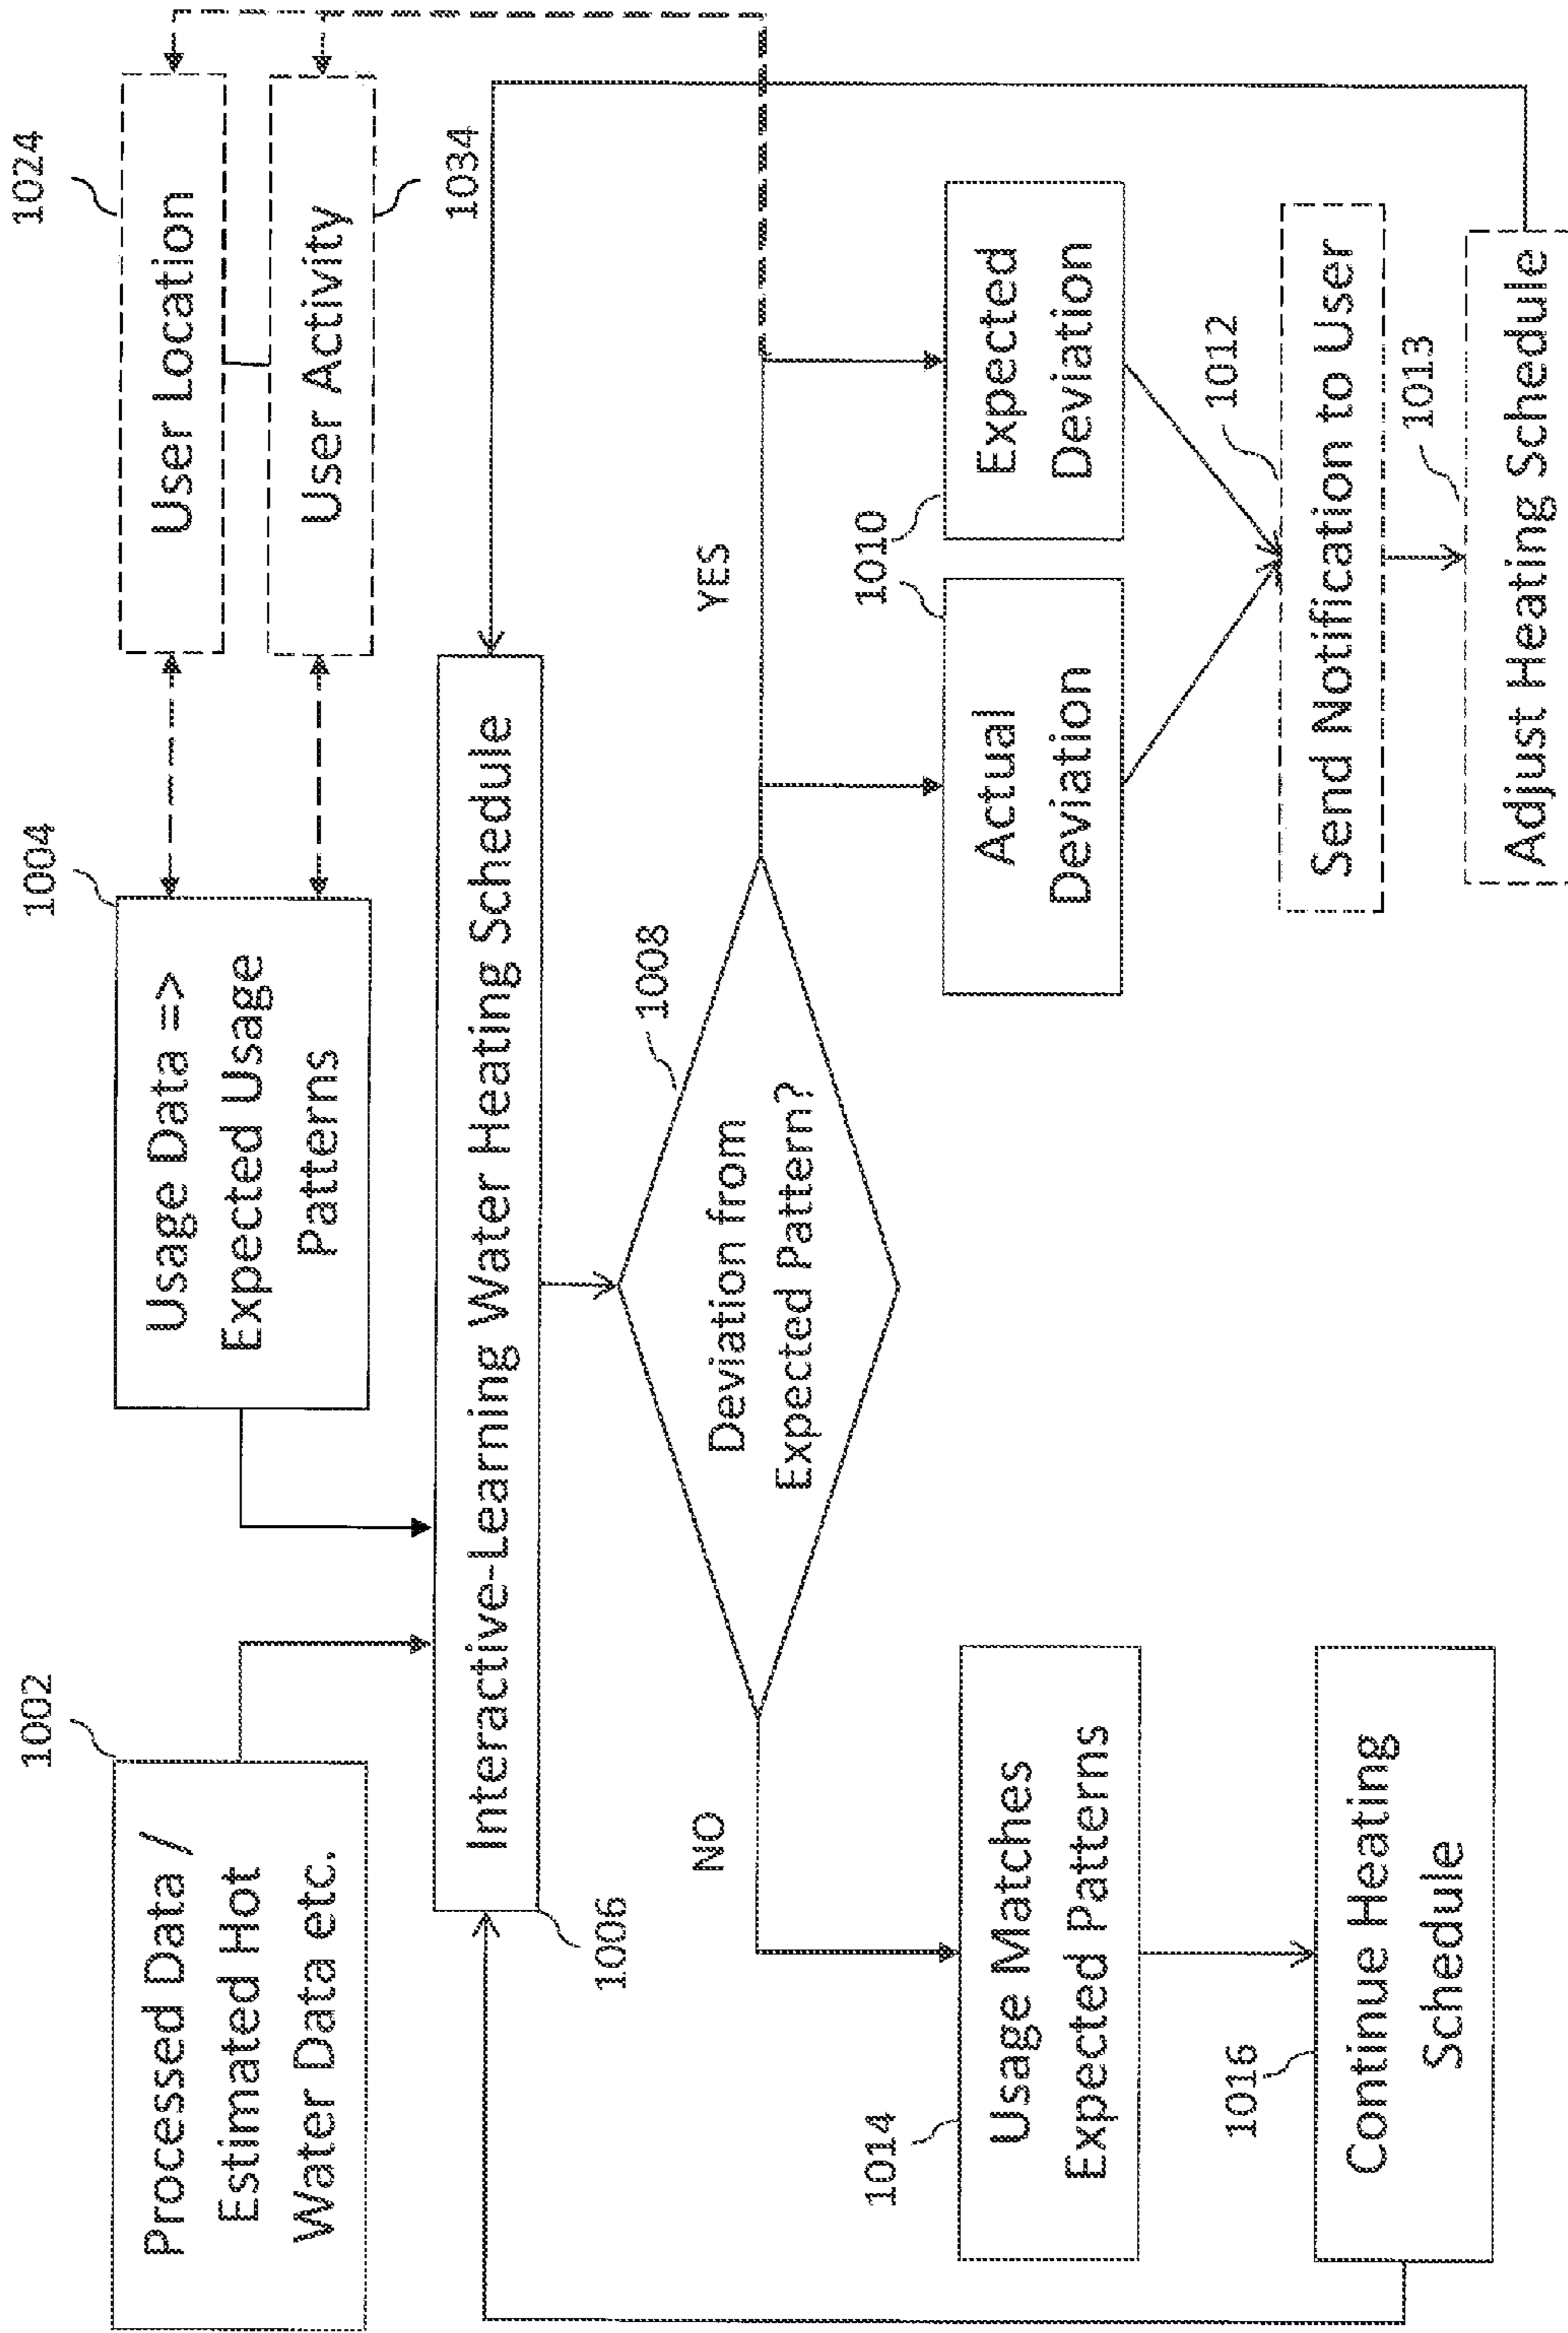 1002
Processed Data /
Estimated Hot
Water Data etc.
1004
Usage Data =>
Expected Usage
Patterns
1024
User Location
User Activity
1034
Interactive-Learning Water Heating Schedule
1006
1008
Deviation from
Expected Pattern?
NO
YES
1014
Usage Matches
Expected Patterns
1016
Continue Heating
Schedule
1010
Actual
Deviation
Expected
Deviation
1012
Send Notification to User
1013
Adjust Heating Schedule